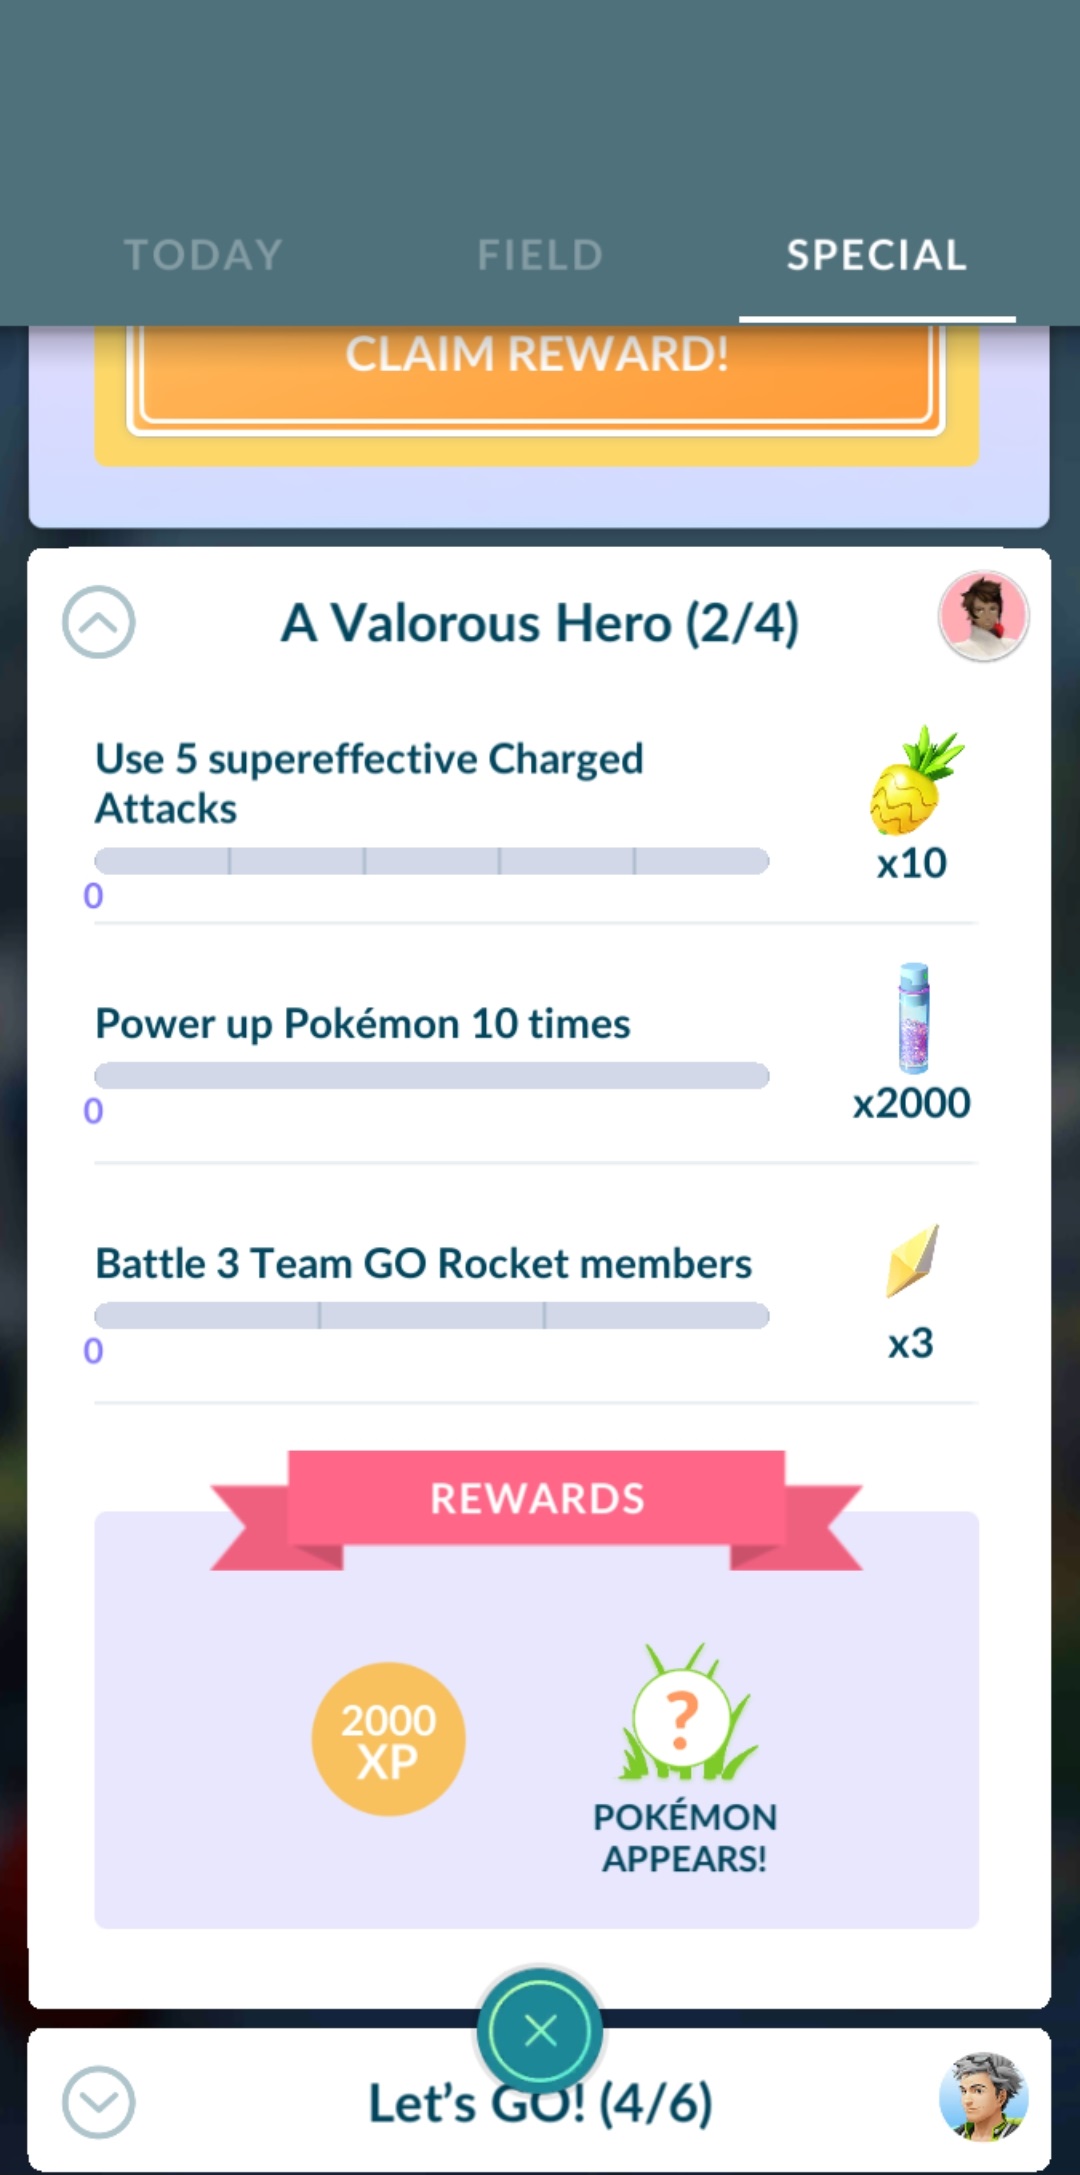 TODAY
FIELD
SPECIAL
CLAIM REWARD!
A Valorous Hero (2/4)
Use 5 supereffective Charged
Attacks
x10
0
Power up Pokémon 10 times
x2000
0
Battle 3 Team GO Rocket members
x3
0
REWARDS
2000
XP
?
POKÉMON
APPEARS!
Let's GO! (4/6)